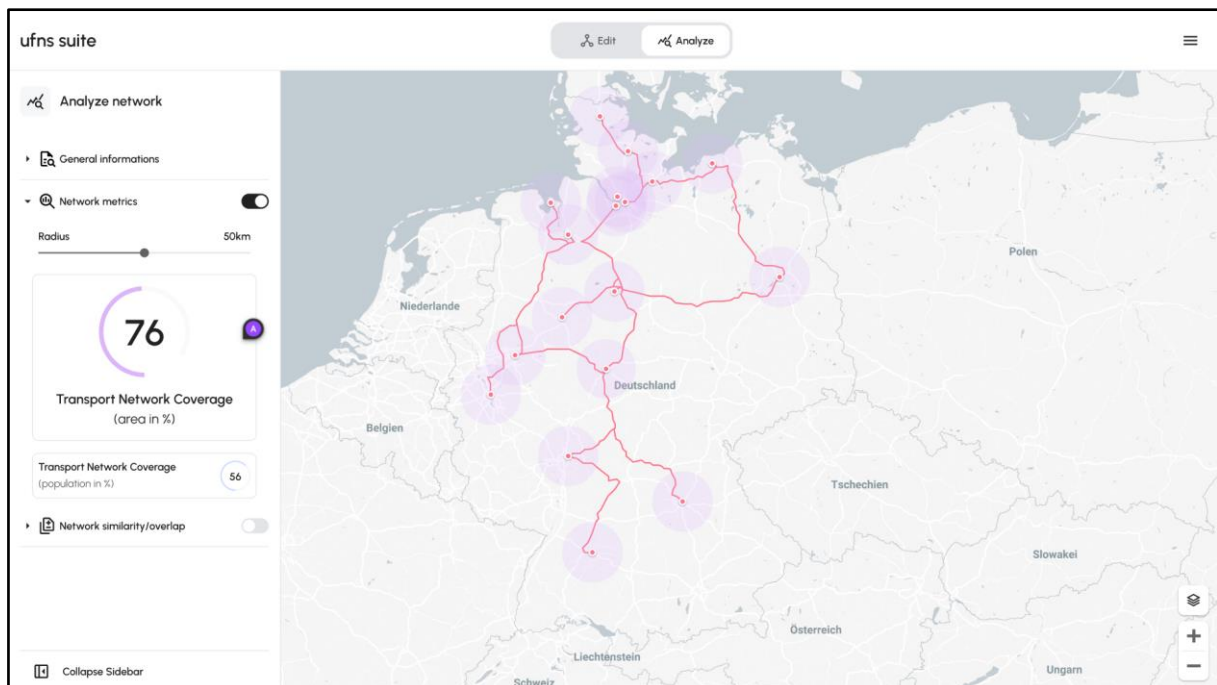 ufns suite
Edit
Analyze
Analyze network
General informations
Network metrics
Radius
50km
76
A
Transport Network Coverage
(area in %)
Transport Network Coverage
(population in %)
56
Network similarity/overlap
Collapse Sidebar
Polen
Niederlande
Deutschland
Belgien
Tschechien
Slowakei
Österreich
Liechtenstein
Ungarn
Schweiz